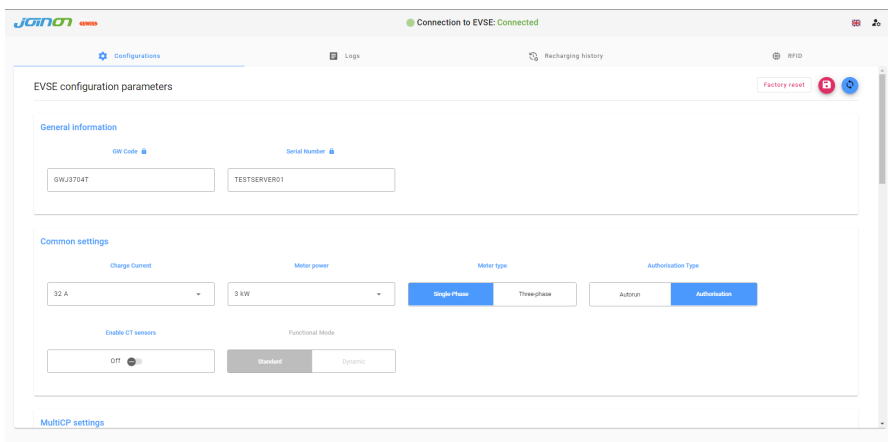 JOINON GEWISS Connection to EVSE: Connected
Configurations Logs Recharging history RFID
EVSE configuration parameters Factory reset
General information
GW Code Serial Number
GWJ3704T TESTSERVER01
Common settings
Charge Current Meter power Meter type Authorisation Type
32 A 3 kW Single-Phase Three-phase Autorun Authorisation
Enable CT sensors Functional Mode
Off Standard Dynamic
MultiCP settings